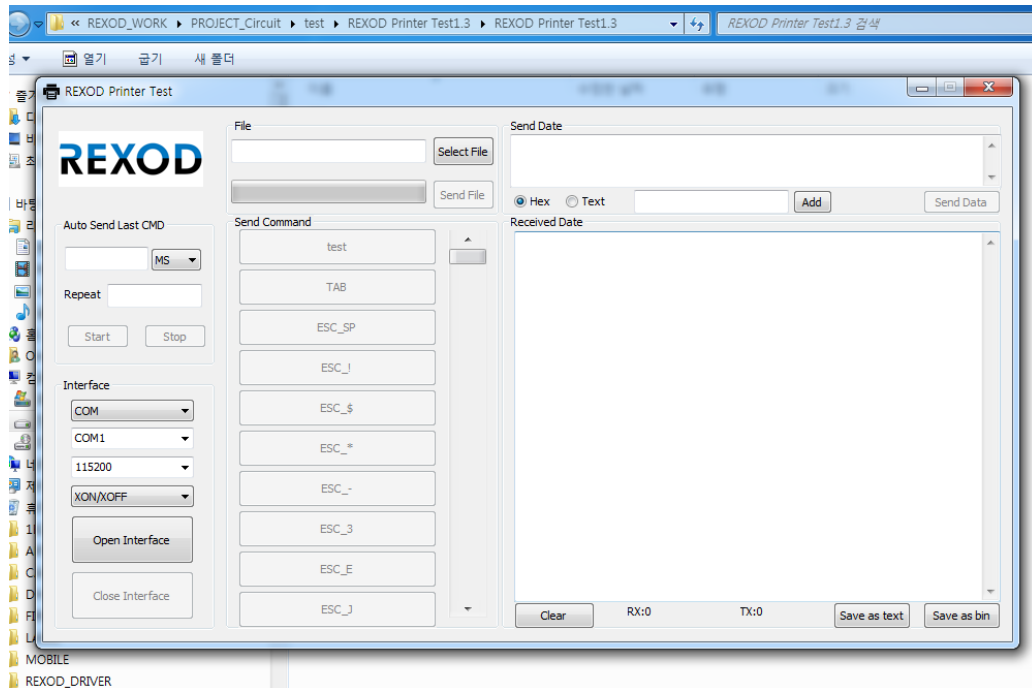 « REXOD_WORK ▸ PROJECT_Circuit ▸ test ▸ REXOD Printer Test1.3 ▸ REXOD Printer Test1.3
REXOD Printer Test1.3 검색
열기 굽기 새 폴더
REXOD Printer Test
REXOD
File
Select File
Send File
Send Date
Hex Text Add Send Data
Auto Send Last CMD
MS
Repeat
Start Stop
Interface
COM
COM1
115200
XON/XOFF
Open Interface
Close Interface
Send Command
test
TAB
ESC_SP
ESC_!
ESC_$
ESC_*
ESC_-
ESC_3
ESC_E
ESC_J
Received Date
Clear RX:0 TX:0 Save as text Save as bin
MOBILE
REXOD_DRIVER